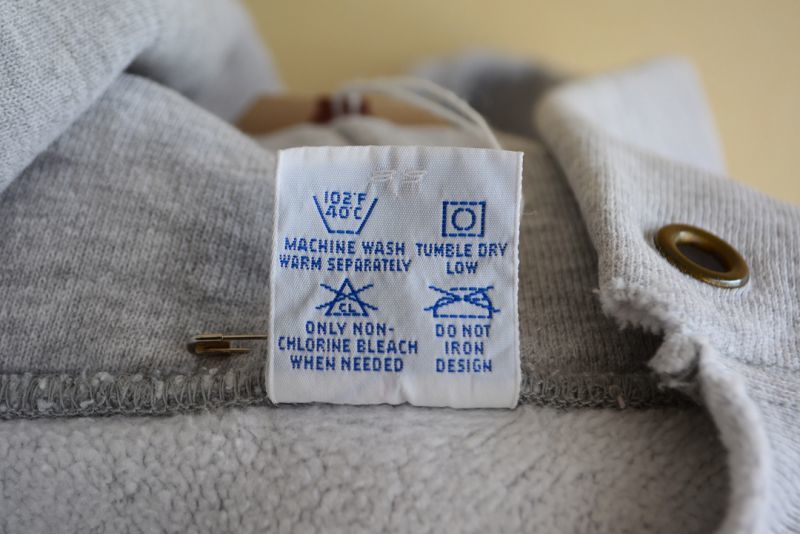 102°F
40°C
MACHINE WASH
WARM SEPARATELY
TUMBLE DRY
LOW
CL
ONLY NON-
CHLORINE BLEACH
WHEN NEEDED
DO NOT
IRON
DESIGN